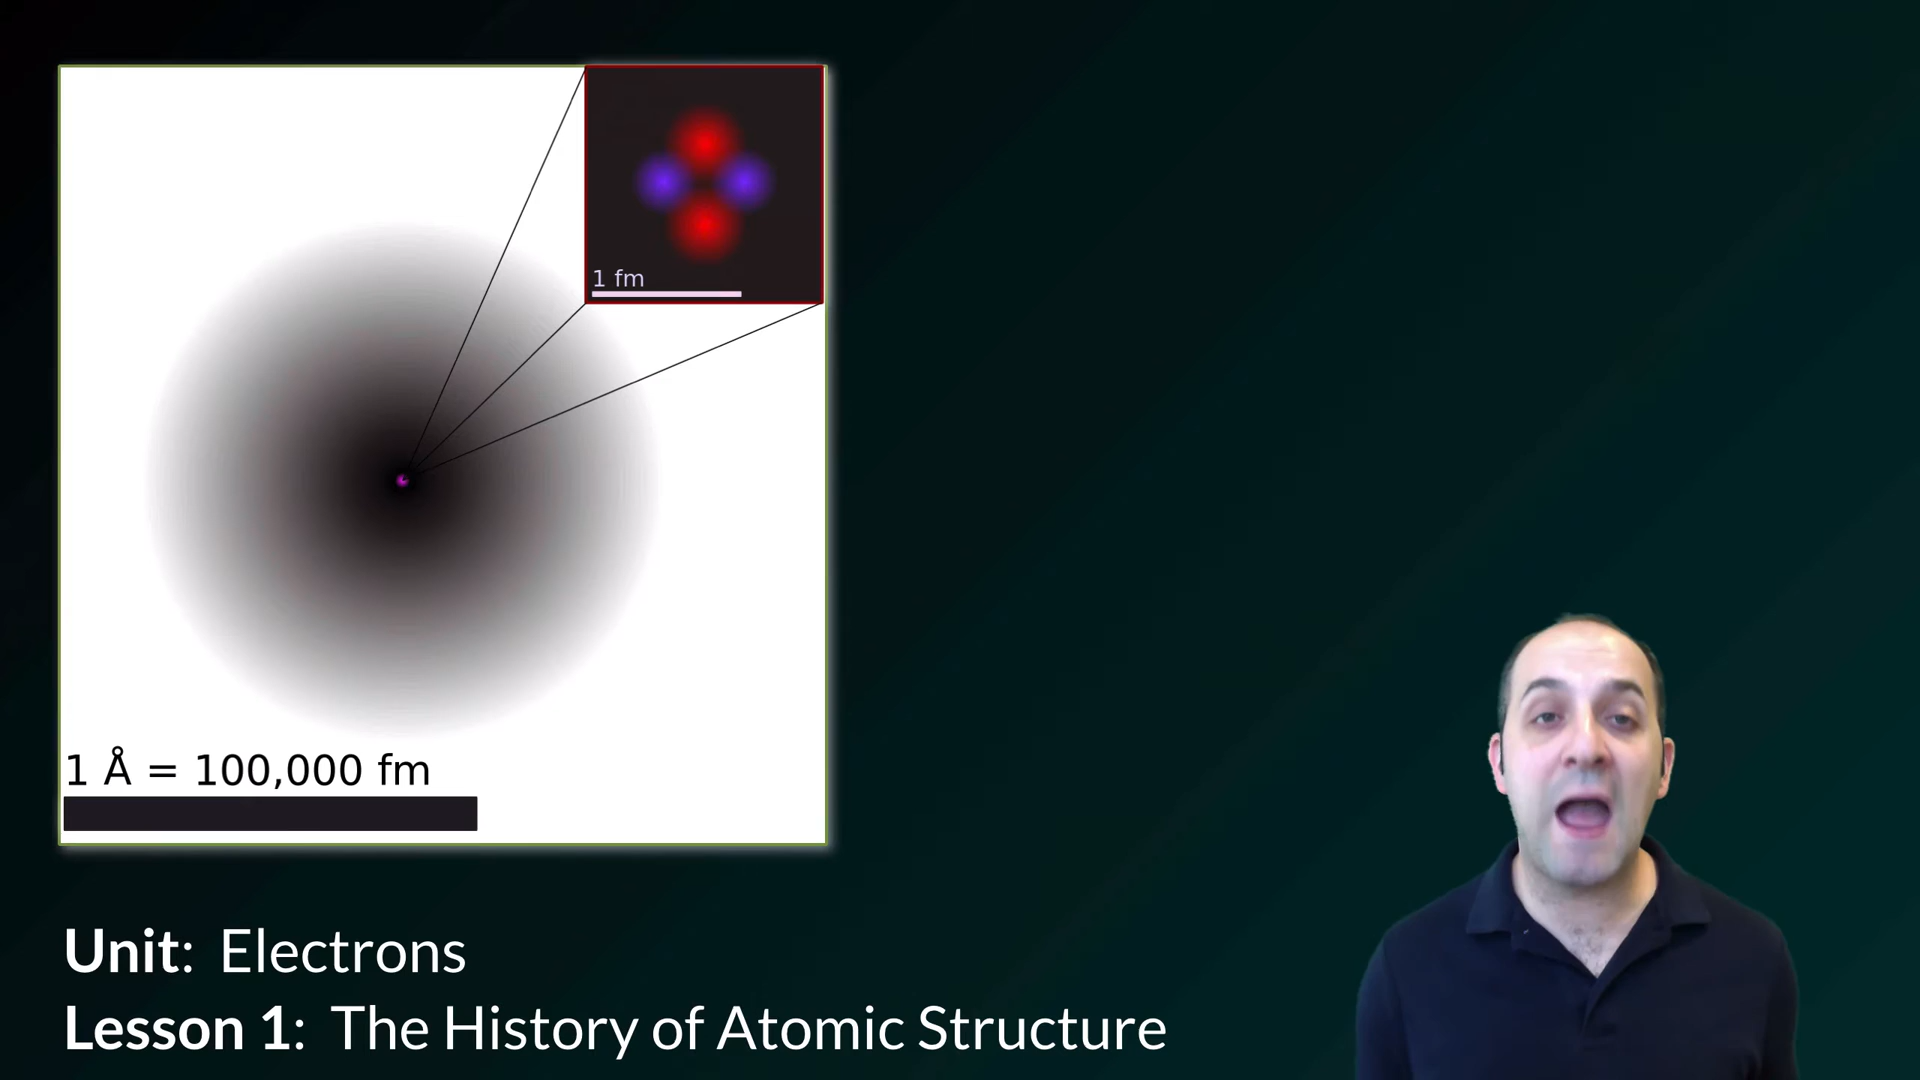 1 fm
1 Å = 100,000 fm
Unit: Electrons
Lesson 1: The History of Atomic Structure